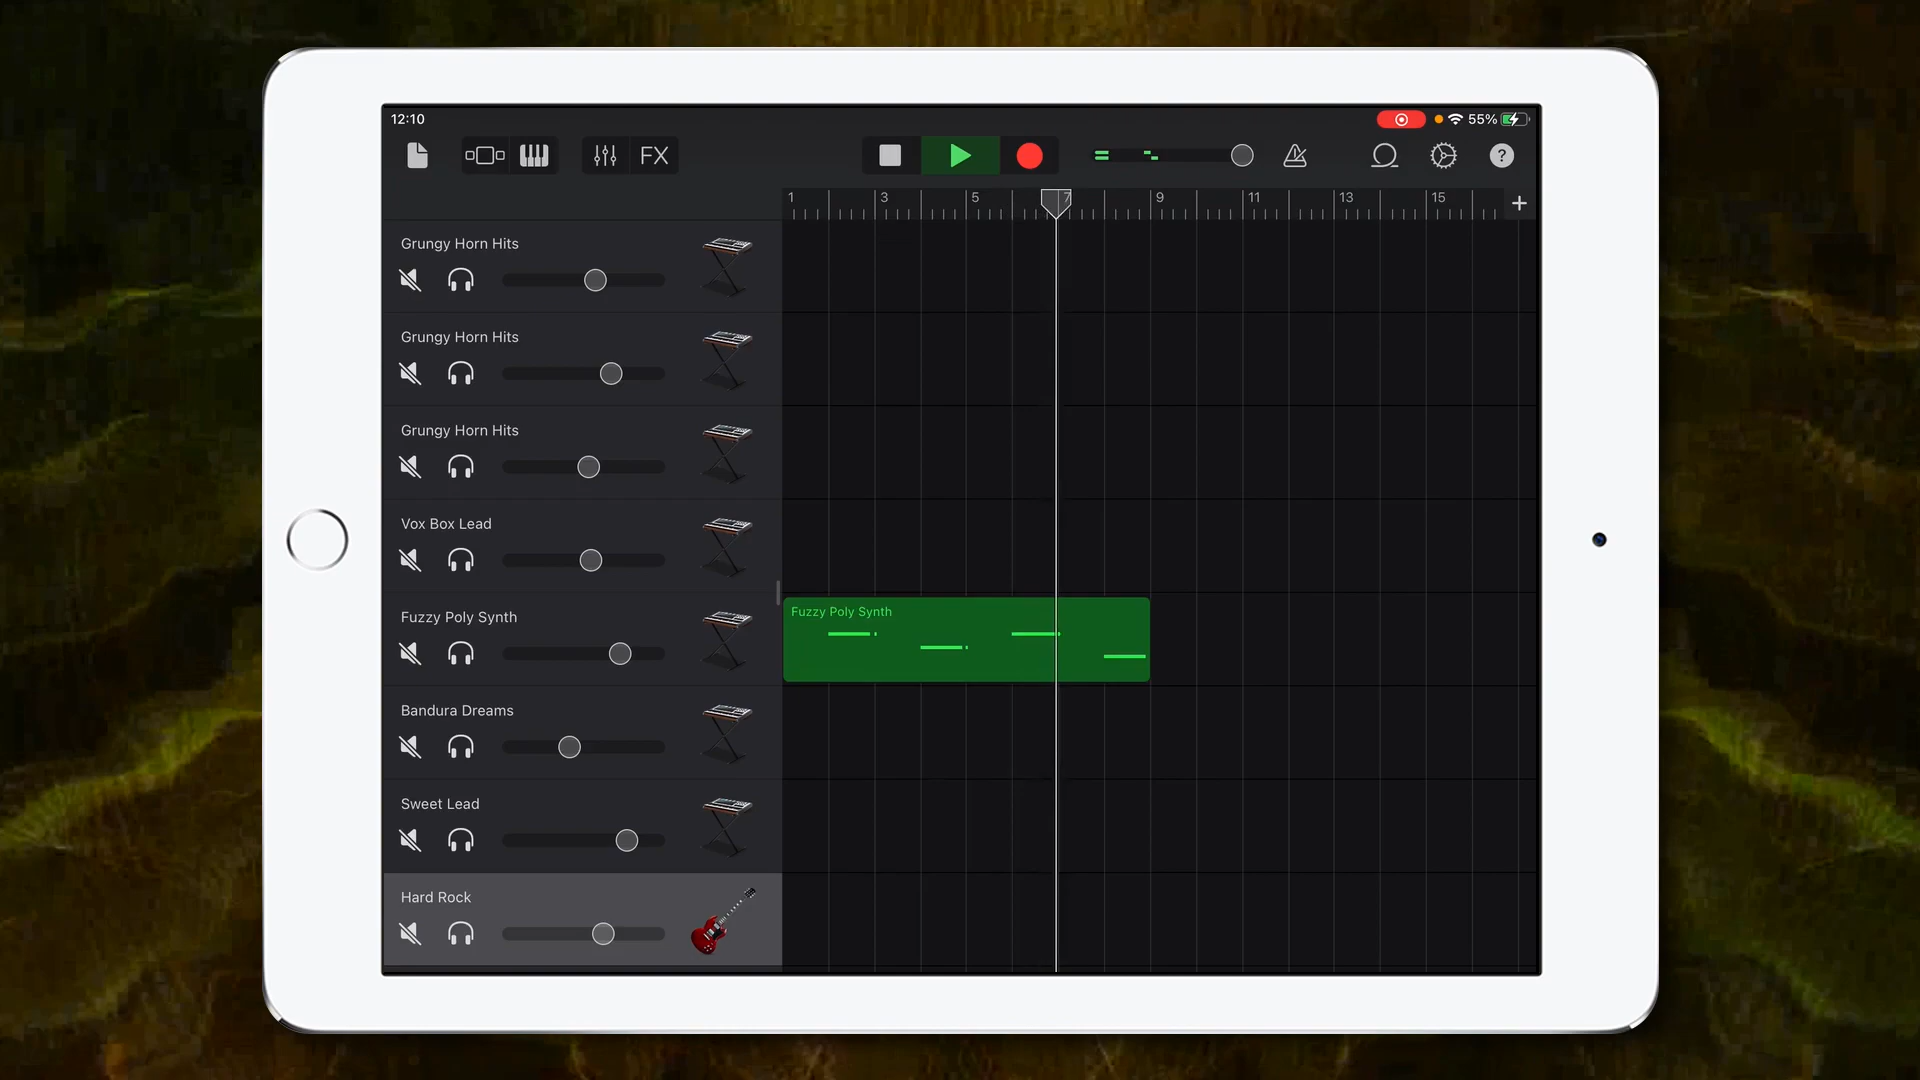 12:10
55%
FX
?
1 3 5 7 9 11 13 15 +
Grungy Horn Hits
Grungy Horn Hits
Grungy Horn Hits
Vox Box Lead
Fuzzy Poly Synth
Fuzzy Poly Synth
Bandura Dreams
Sweet Lead
Hard Rock